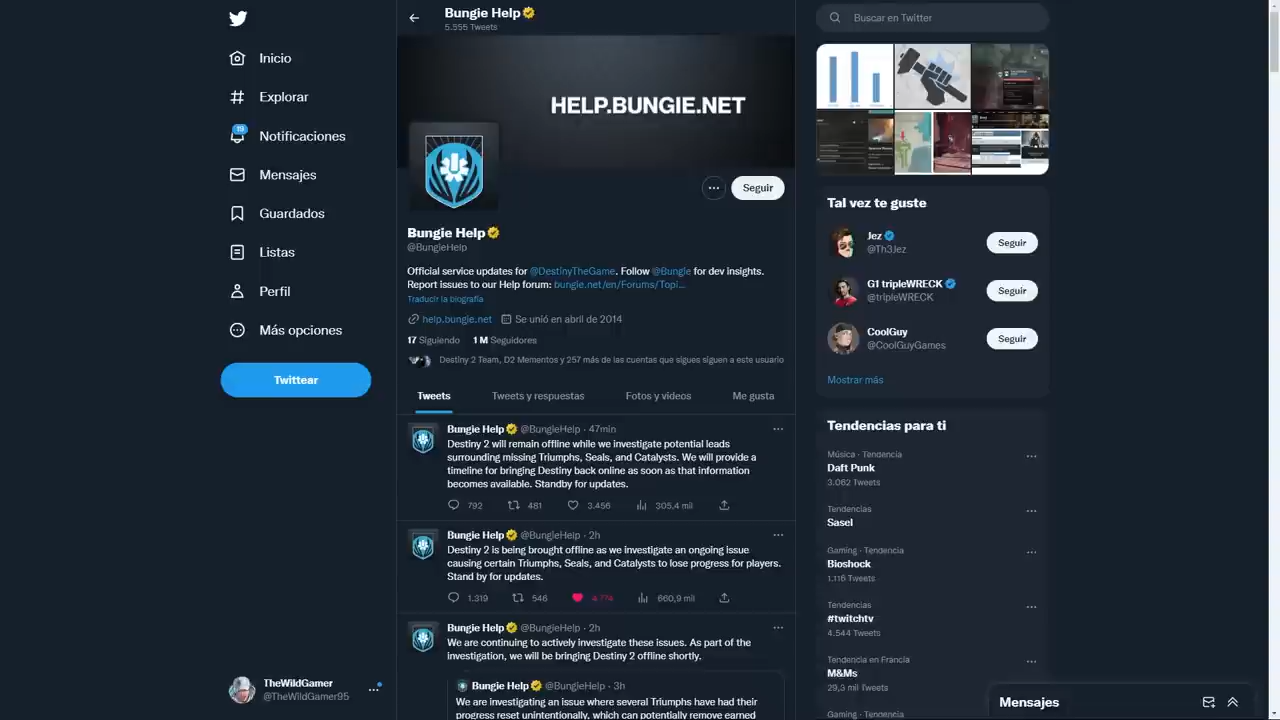 Inicio
Explorar
19
Notificaciones
Mensajes
Guardados
Listas
Perfil
Más opciones
Twittear
TheWildGamer
@TheWildGamer95
Bungie Help
5.555 Tweets
HELP.BUNGIE.NET
Seguir
Bungie Help
@BungieHelp
Official service updates for @DestinyTheGame. Follow @Bungie for dev insights.
Report issues to our Help forum: bungie.net/en/Forums/Topi...
Traducir la biografía
help.bungie.net Se unió en abril de 2014
17 Siguiendo 1 M Seguidores
Destiny 2 Team, D2 Mementos y 257 más de las cuentas que sigues siguen a este usuario
Tweets Tweets y respuestas Fotos y vídeos Me gusta
Bungie Help @BungieHelp · 47min
Destiny 2 will remain offline while we investigate potential leads
surrounding missing Triumphs, Seals, and Catalysts. We will provide a
timeline for bringing Destiny back online as soon as that information
becomes available. Standby for updates.
792 481 3.456 305,4 mil
Bungie Help @BungieHelp · 2h
Destiny 2 is being brought offline as we investigate an ongoing issue
causing certain Triumphs, Seals, and Catalysts to lose progress for players.
Stand by for updates.
1.319 546 4.774 660,9 mil
Bungie Help @BungieHelp · 2h
We are continuing to actively investigate these issues. As part of the
investigation, we will be bringing Destiny 2 offline shortly.
Bungie Help @BungieHelp · 3h
We are investigating an issue where several Triumphs have had their
progress reset unintentionally, which can potentially remove earned
Buscar en Twitter
Tal vez te guste
Jez
@Th3Jez
Seguir
G1 tripleWRECK
@tripleWRECK
Seguir
CoolGuy
@CoolGuyGames
Seguir
Mostrar más
Tendencias para ti
Música · Tendencia
Daft Punk
3.062 Tweets
Tendencias
Sasel
Gaming · Tendencia
Bioshock
1.116 Tweets
Tendencias
#twitchtv
4.544 Tweets
Tendencia en Francia
M&Ms
29,3 mil Tweets
Gaming · Tendencia
Mensajes